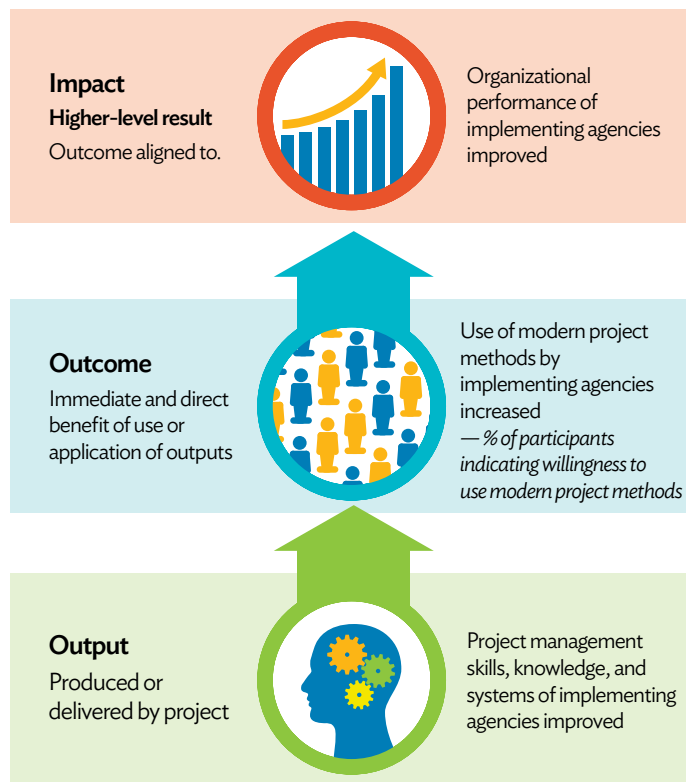 Impact
Higher-level result
Outcome aligned to.
Organizational
performance of
implementing agencies
improved
Outcome
Immediate and direct
benefit of use or
application of outputs
Use of modern project
methods by
implementing agencies
increased
— % of participants
indicating willingness to
use modern project methods
Output
Produced or
delivered by project
Project management
skills, knowledge, and
systems of implementing
agencies improved